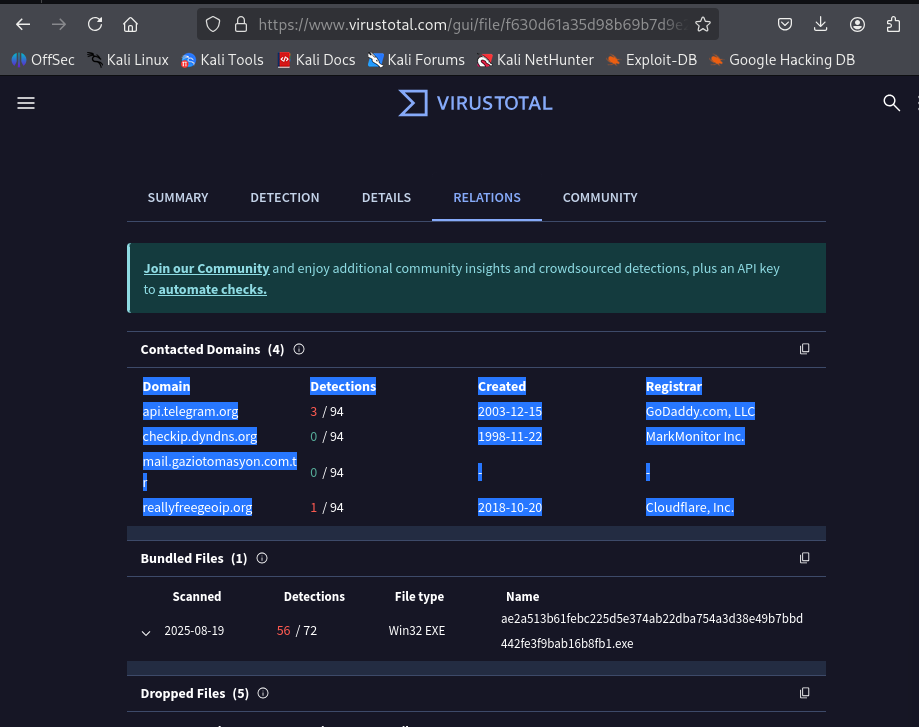 https://www.virustotal.com/gui/file/f630d61a35d98b69b7d9e
OffSec Kali Linux Kali Tools Kali Docs Kali Forums Kali NetHunter Exploit-DB Google Hacking DB
VIRUSTOTAL
SUMMARY DETECTION DETAILS RELATIONS COMMUNITY
Join our Community and enjoy additional community insights and crowdsourced detections, plus an API key
to automate checks.
Contacted Domains (4)
Domain Detections Created Registrar
api.telegram.org 3 / 94 2003-12-15 GoDaddy.com, LLC
checkip.dyndns.org 0 / 94 1998-11-22 MarkMonitor Inc.
mail.gaziotomasyon.com.t
r 0 / 94 - -
reallyfreegeoip.org 1 / 94 2018-10-20 Cloudflare, Inc.
Bundled Files (1)
Scanned Detections File type Name
2025-08-19 56 / 72 Win32 EXE ae2a513b61febc225d5e374ab22dba754a3d38e49b7bbd
442fe3f9bab16b8fb1.exe
Dropped Files (5)